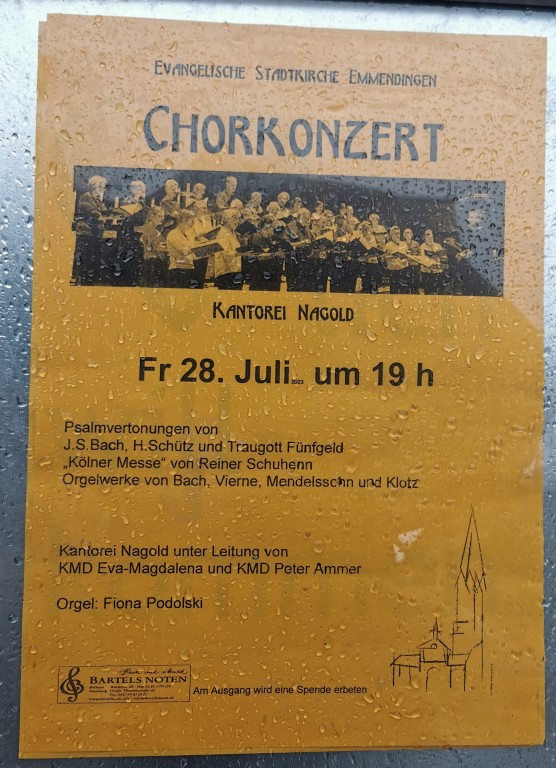 EVANGELISCHE STADTKIRCHE EMMENDINGEN
CHORKONZERT
KANTOREI NAGOLD
Fr 28. Juli 2023 um 19 h
Psalmvertonungen von
J.S.Bach, H.Schütz und Traugott Fünfgeld
„Kölner Messe“ von Reiner Schuhenn
Orgelwerke von Bach, Vierne, Mendelssohn und Klotz
Kantorei Nagold unter Leitung von
KMD Eva-Magdalena und KMD Peter Ammer
Orgel: Fiona Podolski
BARTELS NOTEN
Am Ausgang wird eine Spende erbeten